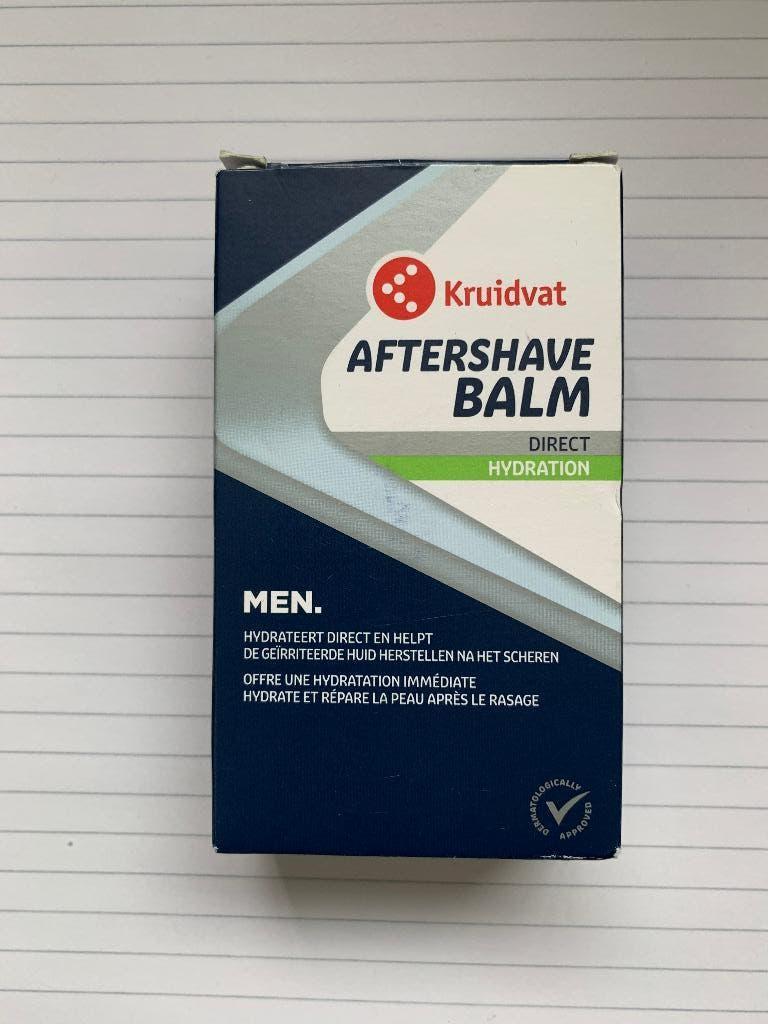 Kruidvat
AFTERSHAVE
BALM
DIRECT
HYDRATION
MEN.
HYDRATEERT DIRECT EN HELPT
DE GEÏRRITEERDE HUID HERSTELLEN NA HET SCHEREN
OFFRE UNE HYDRATATION IMMÉDIATE
HYDRATE ET RÉPARE LA PEAU APRÈS LE RASAGE
DERMATOLOGICALLY
APPROVED